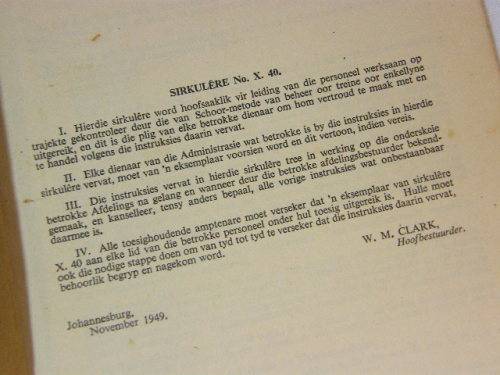 SIRKULÊRE No. X. 40.
I. Hierdie sirkulêre word hoofsaaklik vir leiding van die personeel werksaam op
trajekte gekontroleer deur die van Schoor-metode van beheer oor treine oor enkellyne
uitgereik, en dit is die plig van elke betrokke dienaar om hom vertroud te maak met en
te handel volgens die instruksies daarin vervat.
II. Elke dienaar van die Administrasie wat betrokke is by die instruksies in hierdie
sirkulêre vervat, moet van 'n eksemplaar voorsien word en dit vertoon, indien vereis.
III. Die instruksies vervat in hierdie sirkulêre tree in werking op die onderskeie
betrokke Afdelings na gelang en wanneer deur die betrokke afdelingsbestuurder bekend-
gemaak, en kanselleer, tensy anders bepaal, alle vorige instruksies wat onbestaanbaar
daarmee is.
IV. Alle toesighoudende amptenare moet verseker dat 'n eksemplaar van sirkulêre
X. 40 aan elke lid van die betrokke personeel onder hul toesig uitgereik is. Hulle moet
ook die nodige stappe doen om van tyd tot tyd te verseker dat die instruksies daarin vervat,
behoorlik begryp en nagekom word.
W. M. CLARK,
Hoofbestuurder.
Johannesburg,
November 1949.